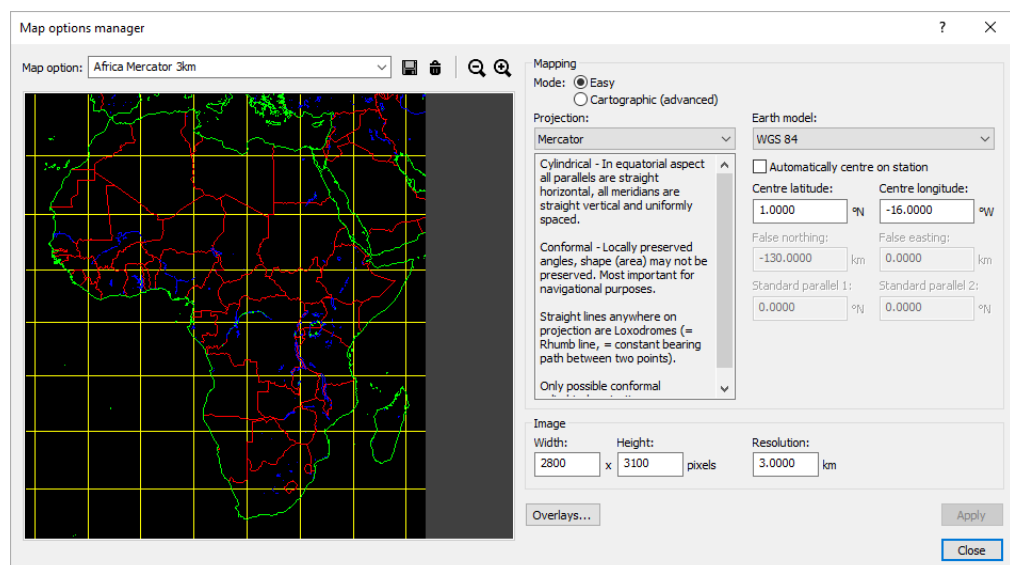 Map options manager
?
Map option:
Africa Mercator 3km
Mapping
Mode:
Easy
Cartographic (advanced)
Projection:
Mercator
Cylindrical - In equatorial aspect
all parallels are straight
horizontal, all meridians are
straight vertical and uniformly
spaced.
Conformal - Locally preserved
angles, shape (area) may not be
preserved. Most important for
navigational purposes.
Straight lines anywhere on
projection are Loxodromes (=
Rhumb line, = constant bearing
path between two points).
Only possible conformal
Earth model:
WGS 84
Automatically centre on station
Centre latitude:
Centre longitude:
1.0000 ºN
-16.0000 ºW
False northing:
False easting:
-130.0000 km
0.0000 km
Standard parallel 1:
Standard parallel 2:
0.0000 ºN
0.0000 ºN
Image
Width:
Height:
Resolution:
2800 x 3100 pixels
3.0000 km
Overlays...
Apply
Close